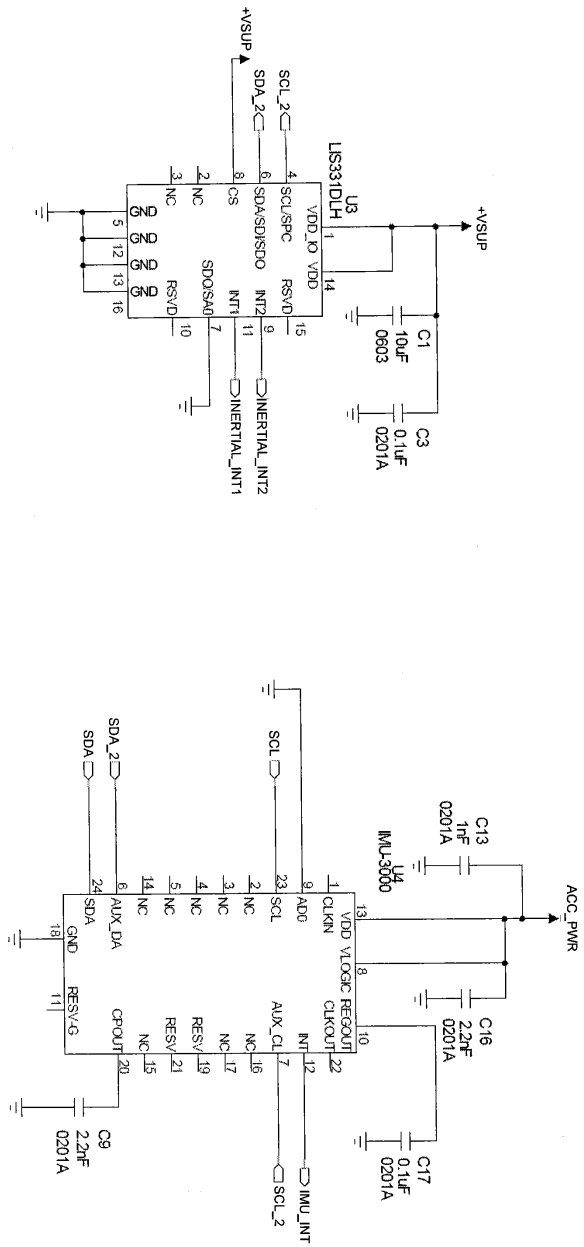 +VSUP
+VSUP
C1
10uF
0603
C3
0.1uF
0201A
U3
LIS331DLH
SCL_2
SDA_2
4 SCL/SPC
6 SDA/SDI/SDO
8 CS
2 NC
3 NC
VDD_IO 1
VDD 14
RSVD 15
INT2 9
INT1 11
SDO/SA0 7
RSVD 10
GND 5
GND 12
GND 13
GND 16
INERTIAL_INT2
INERTIAL_INT1
ACC_PWR
C13
1nF
0201A
C16
2.2nF
0201A
C17
0.1uF
0201A
U4
IMU-3000
13 VDD
8 VLOGIC
10 REGOUT
1 CLKIN
9 AD0
23 SCL
2 NC
3 NC
4 NC
5 NC
14 NC
6 AUX_DA
24 SDA
CLKOUT 22
INT 12
AUX_CL 7
NC 16
NC 17
RESV 19
RESV 21
NC 15
CPOUT 20
GND 18
RESV-G 11
SCL
SDA_2
SDA
IMU_INT
SCL_2
C9
2.2nF
0201A